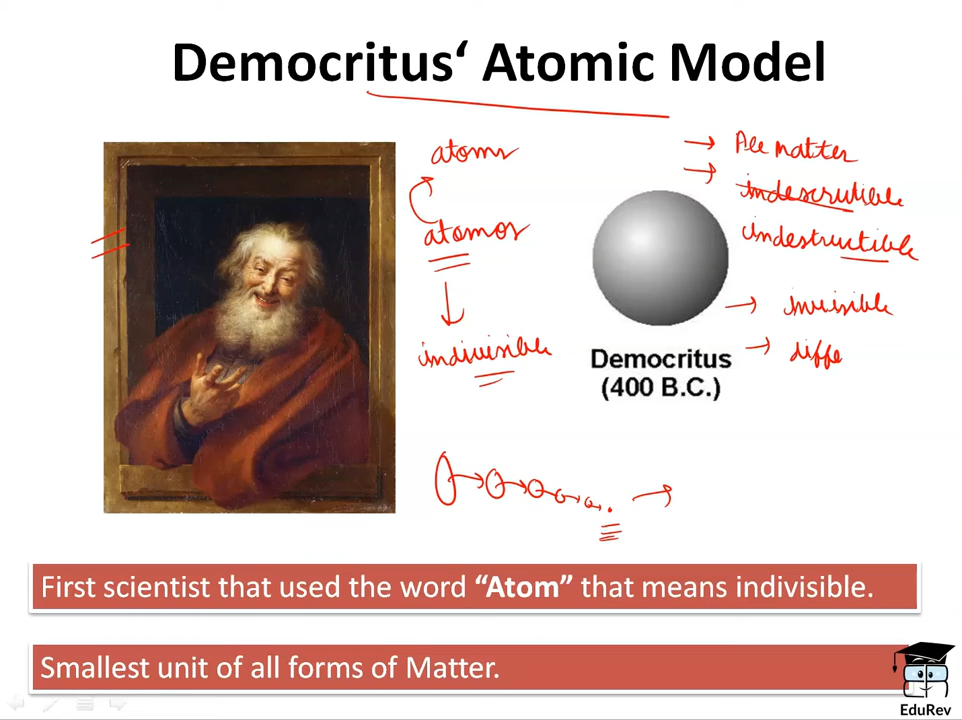 Democritus‘ Atomic Model
atoms
atomos
indivisible
→ All matter
→ indescrutible
indestructible
→ invisible
→ diffe
Democritus
(400 B.C.)
First scientist that used the word “Atom” that means indivisible.
Smallest unit of all forms of Matter.
EduRev